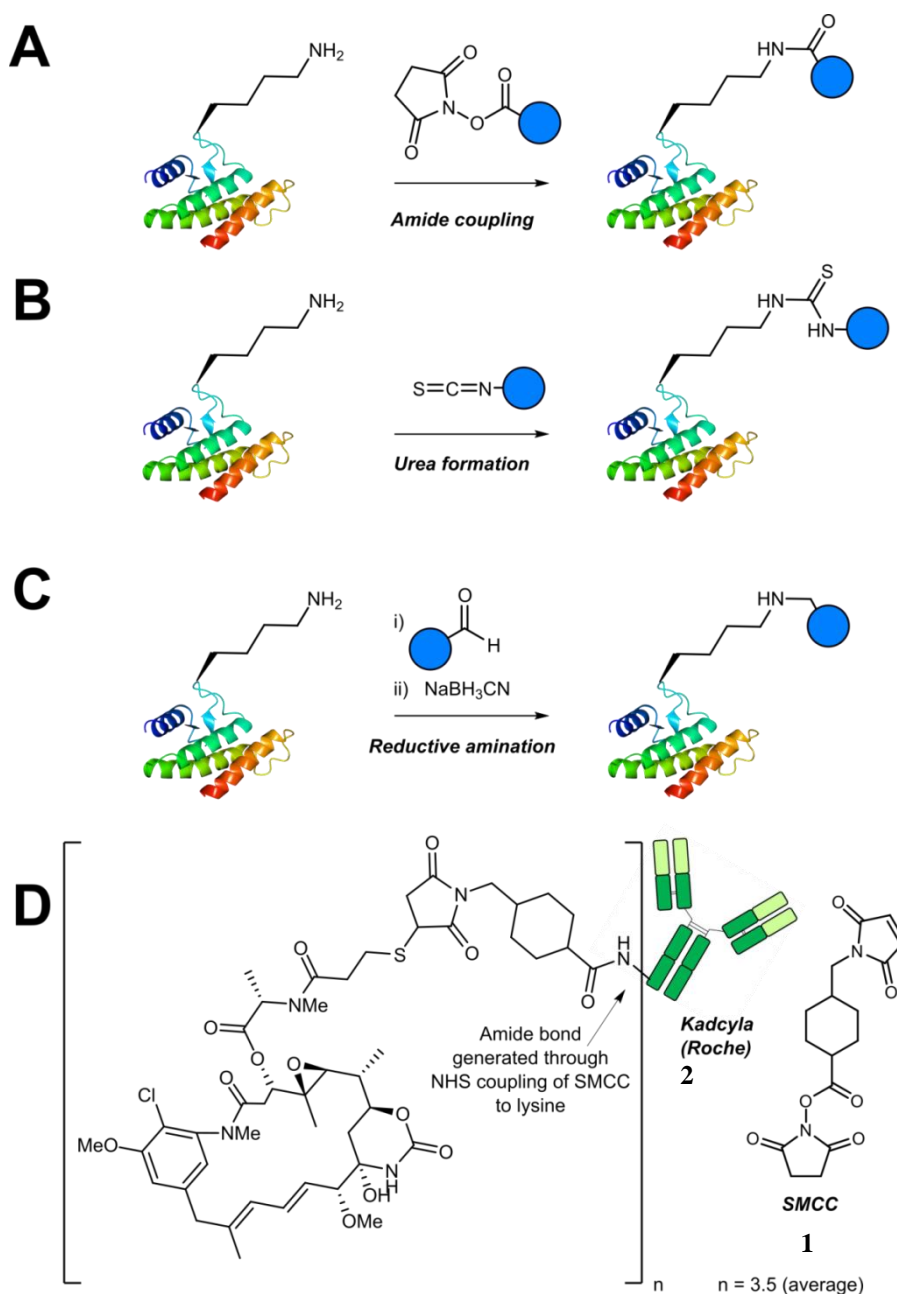 A
NH₂
O
N
O
O
O
HN
O
Amide coupling
B
NH₂
S=C=N
HN
S
HN
Urea formation
C
NH₂
i)
O
H
ii) NaBH₃CN
HN
Reductive amination
D
O
N
O
S
O
NMe
O
O
O
H
N
Amide bond
generated through
NHS coupling of SMCC
to lysine
Kadcyla
(Roche)
2
O
N
O
O
O
N
O
O
SMCC
1
Cl
MeO
O
NMe
O
O
O
N
H
OH
OMe
n
n = 3.5 (average)